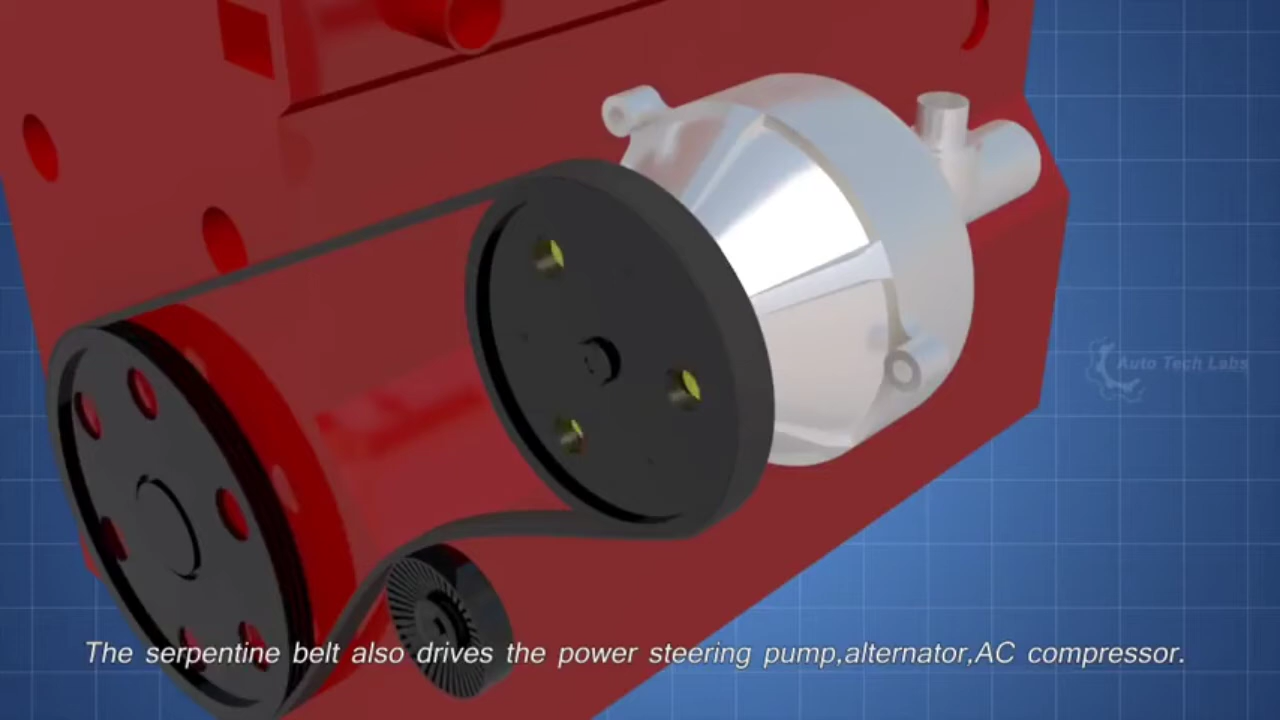 Auto Tech Labs
The serpentine belt also drives the power steering pump,alternator,AC compressor.